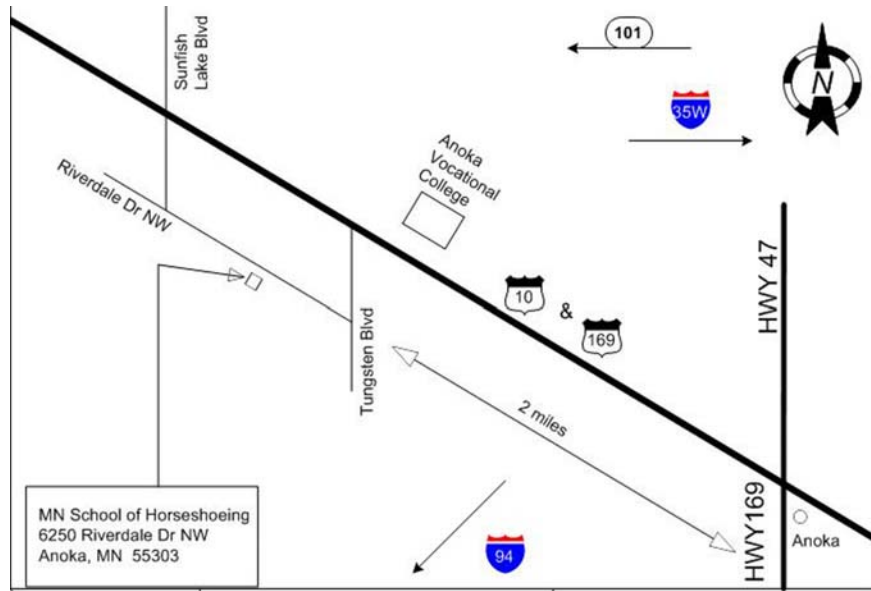 Sunfish
Lake Blvd
101
N
35W
Anoka
Vocational
College
Riverdale Dr NW
HWY 47
10
&
169
Tungsten Blvd
2 miles
MN School of Horseshoeing
6250 Riverdale Dr NW
Anoka, MN 55303
94
HWY169
Anoka